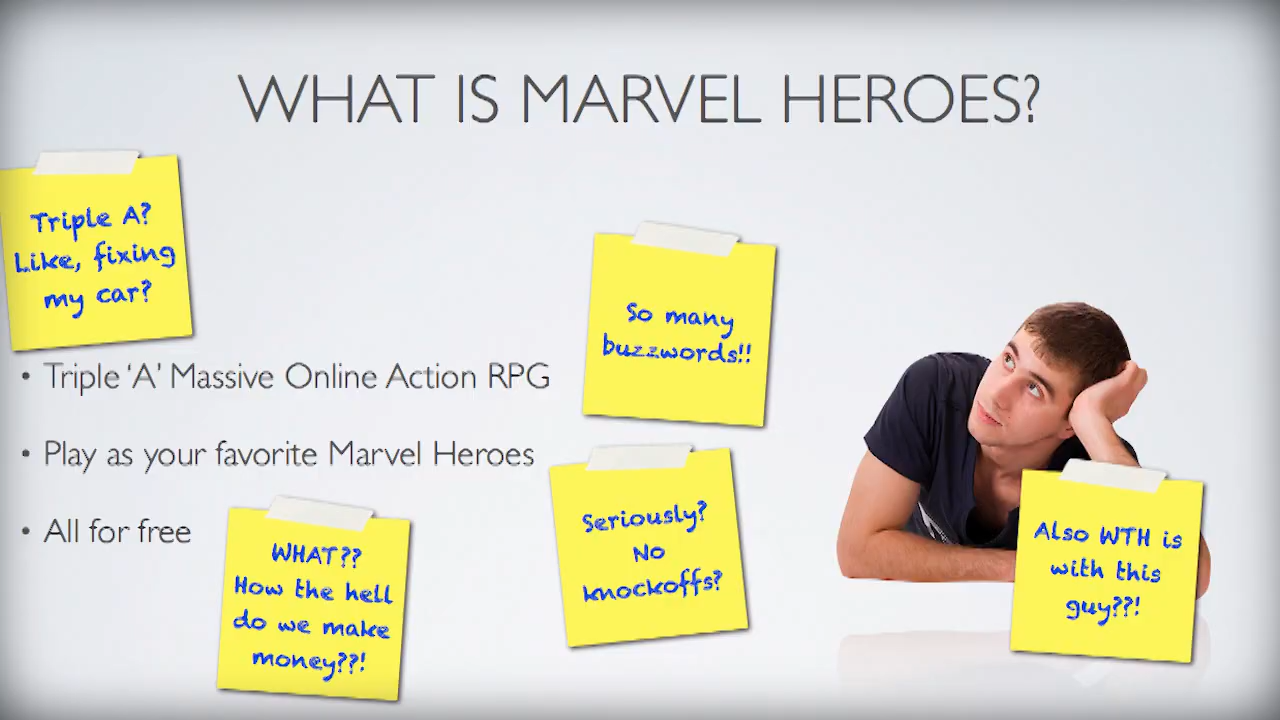 WHAT IS MARVEL HEROES?
Triple A?
Like, fixing
my car?
• Triple ‘A’ Massive Online Action RPG
• Play as your favorite Marvel Heroes
• All for free
So many
buzzwords!!
Seriously?
No
knockoffs?
WHAT??
How the hell
do we make
money??!
Also WTH is
with this
guy??!